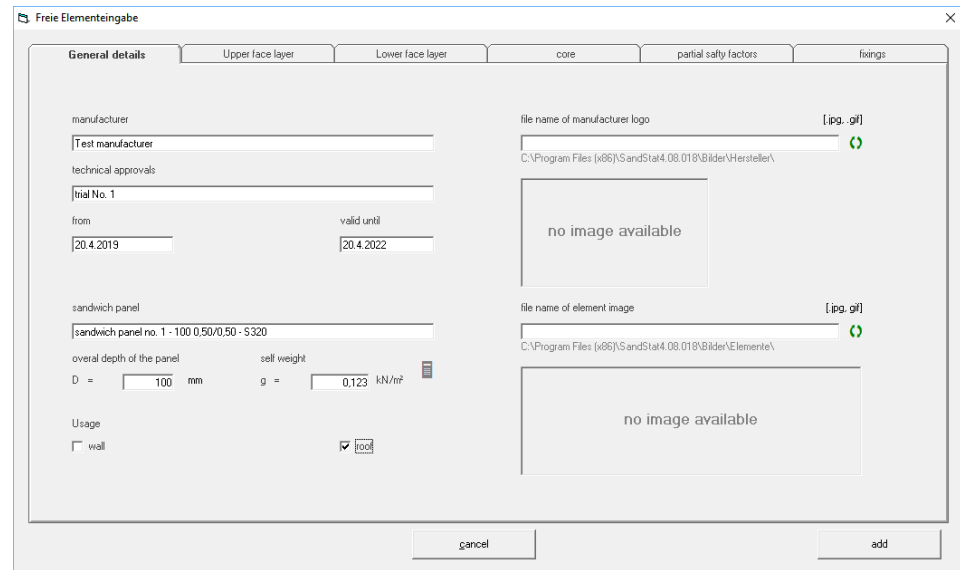 Freie Elementeingabe
General details
Upper face layer
Lower face layer
core
partial safty factors
fixings
manufacturer
Test manufacturer
technical approvals
trial No. 1
from
valid until
20.4.2019
20.4.2022
sandwich panel
sandwich panel no. 1 - 100 0,50/0,50 - S320
overal depth of the panel
self weight
D = 100 mm
g = 0,123 kN/m²
Usage
wall
roof
file name of manufacturer logo
[.jpg, .gif]
C:\Program Files (x86)\SandStat4.08.018\Bilder\Hersteller\
no image available
file name of element image
[.jpg, gif]
C:\Program Files (x86)\SandStat4.08.018\Bilder\Elemente\
no image available
cancel
add